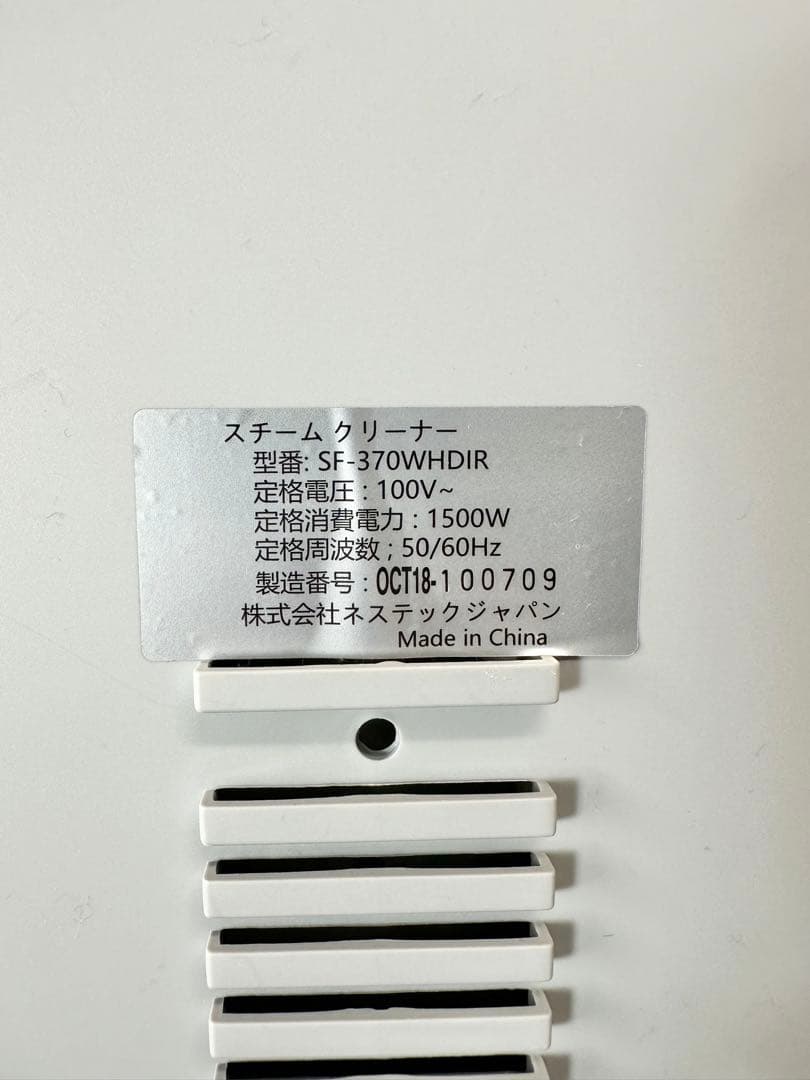 スチーム クリーナー
型番: SF-370WHDIR
定格電圧 : 100V~
定格消費電力 : 1500W
定格周波数 ; 50/60Hz
製造番号 : OCT18-100709
株式会社ネステックジャパン
Made in China